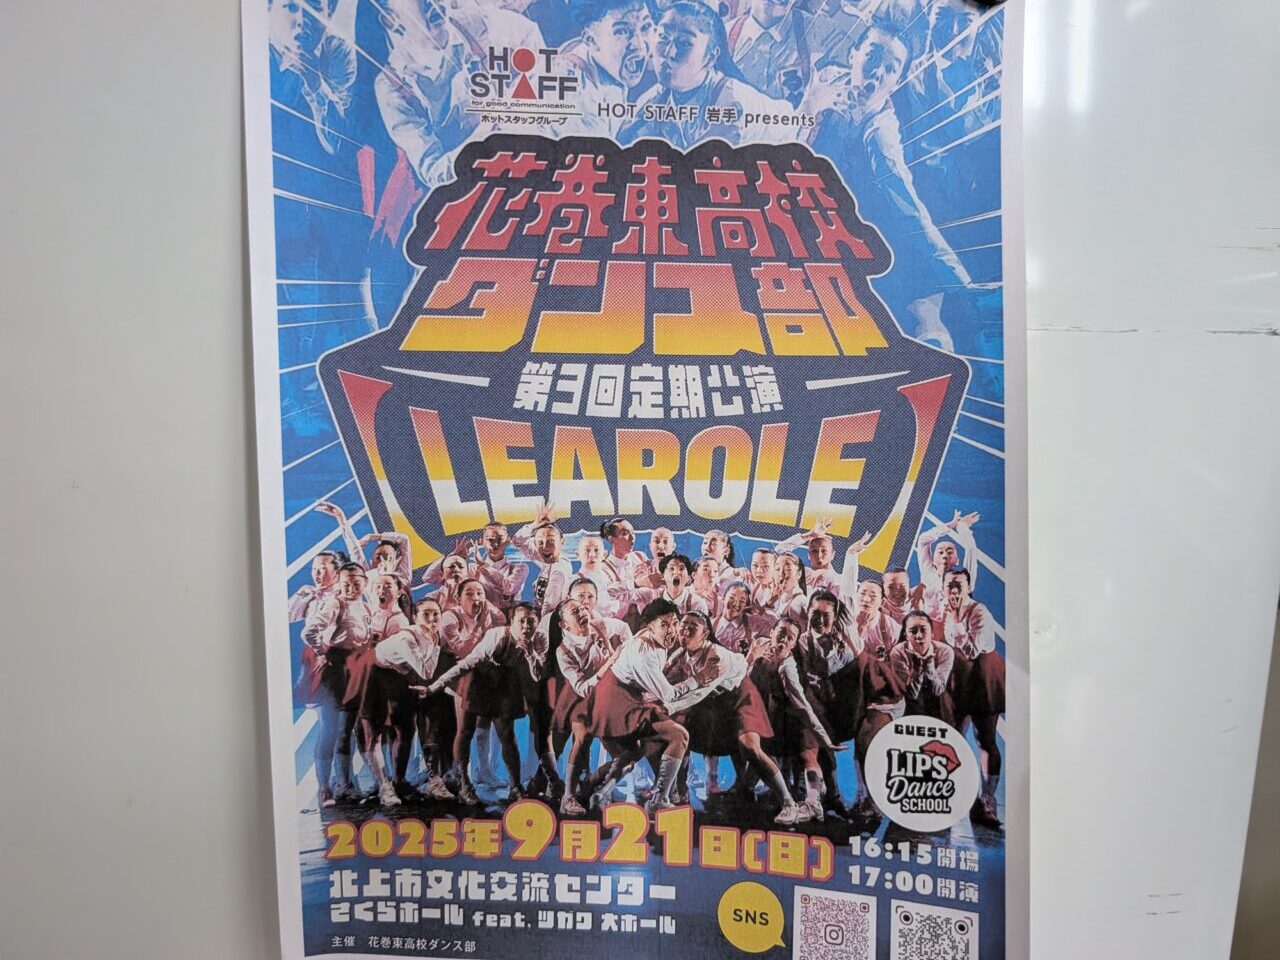 HOT
STAFF
for good communication
ホットスタッフグループ
HOT STAFF 岩手 presents
花巻東高校
ダンス部
第3回定期公演
LEAROLE
GUEST
LIPS
Dance
SCHOOL
2025年9月21日(日)
16:15開場
17:00開演
北上市文化交流センター
さくらホール feat. ツガワ 大ホール
SNS
主催 花巻東高校ダンス部